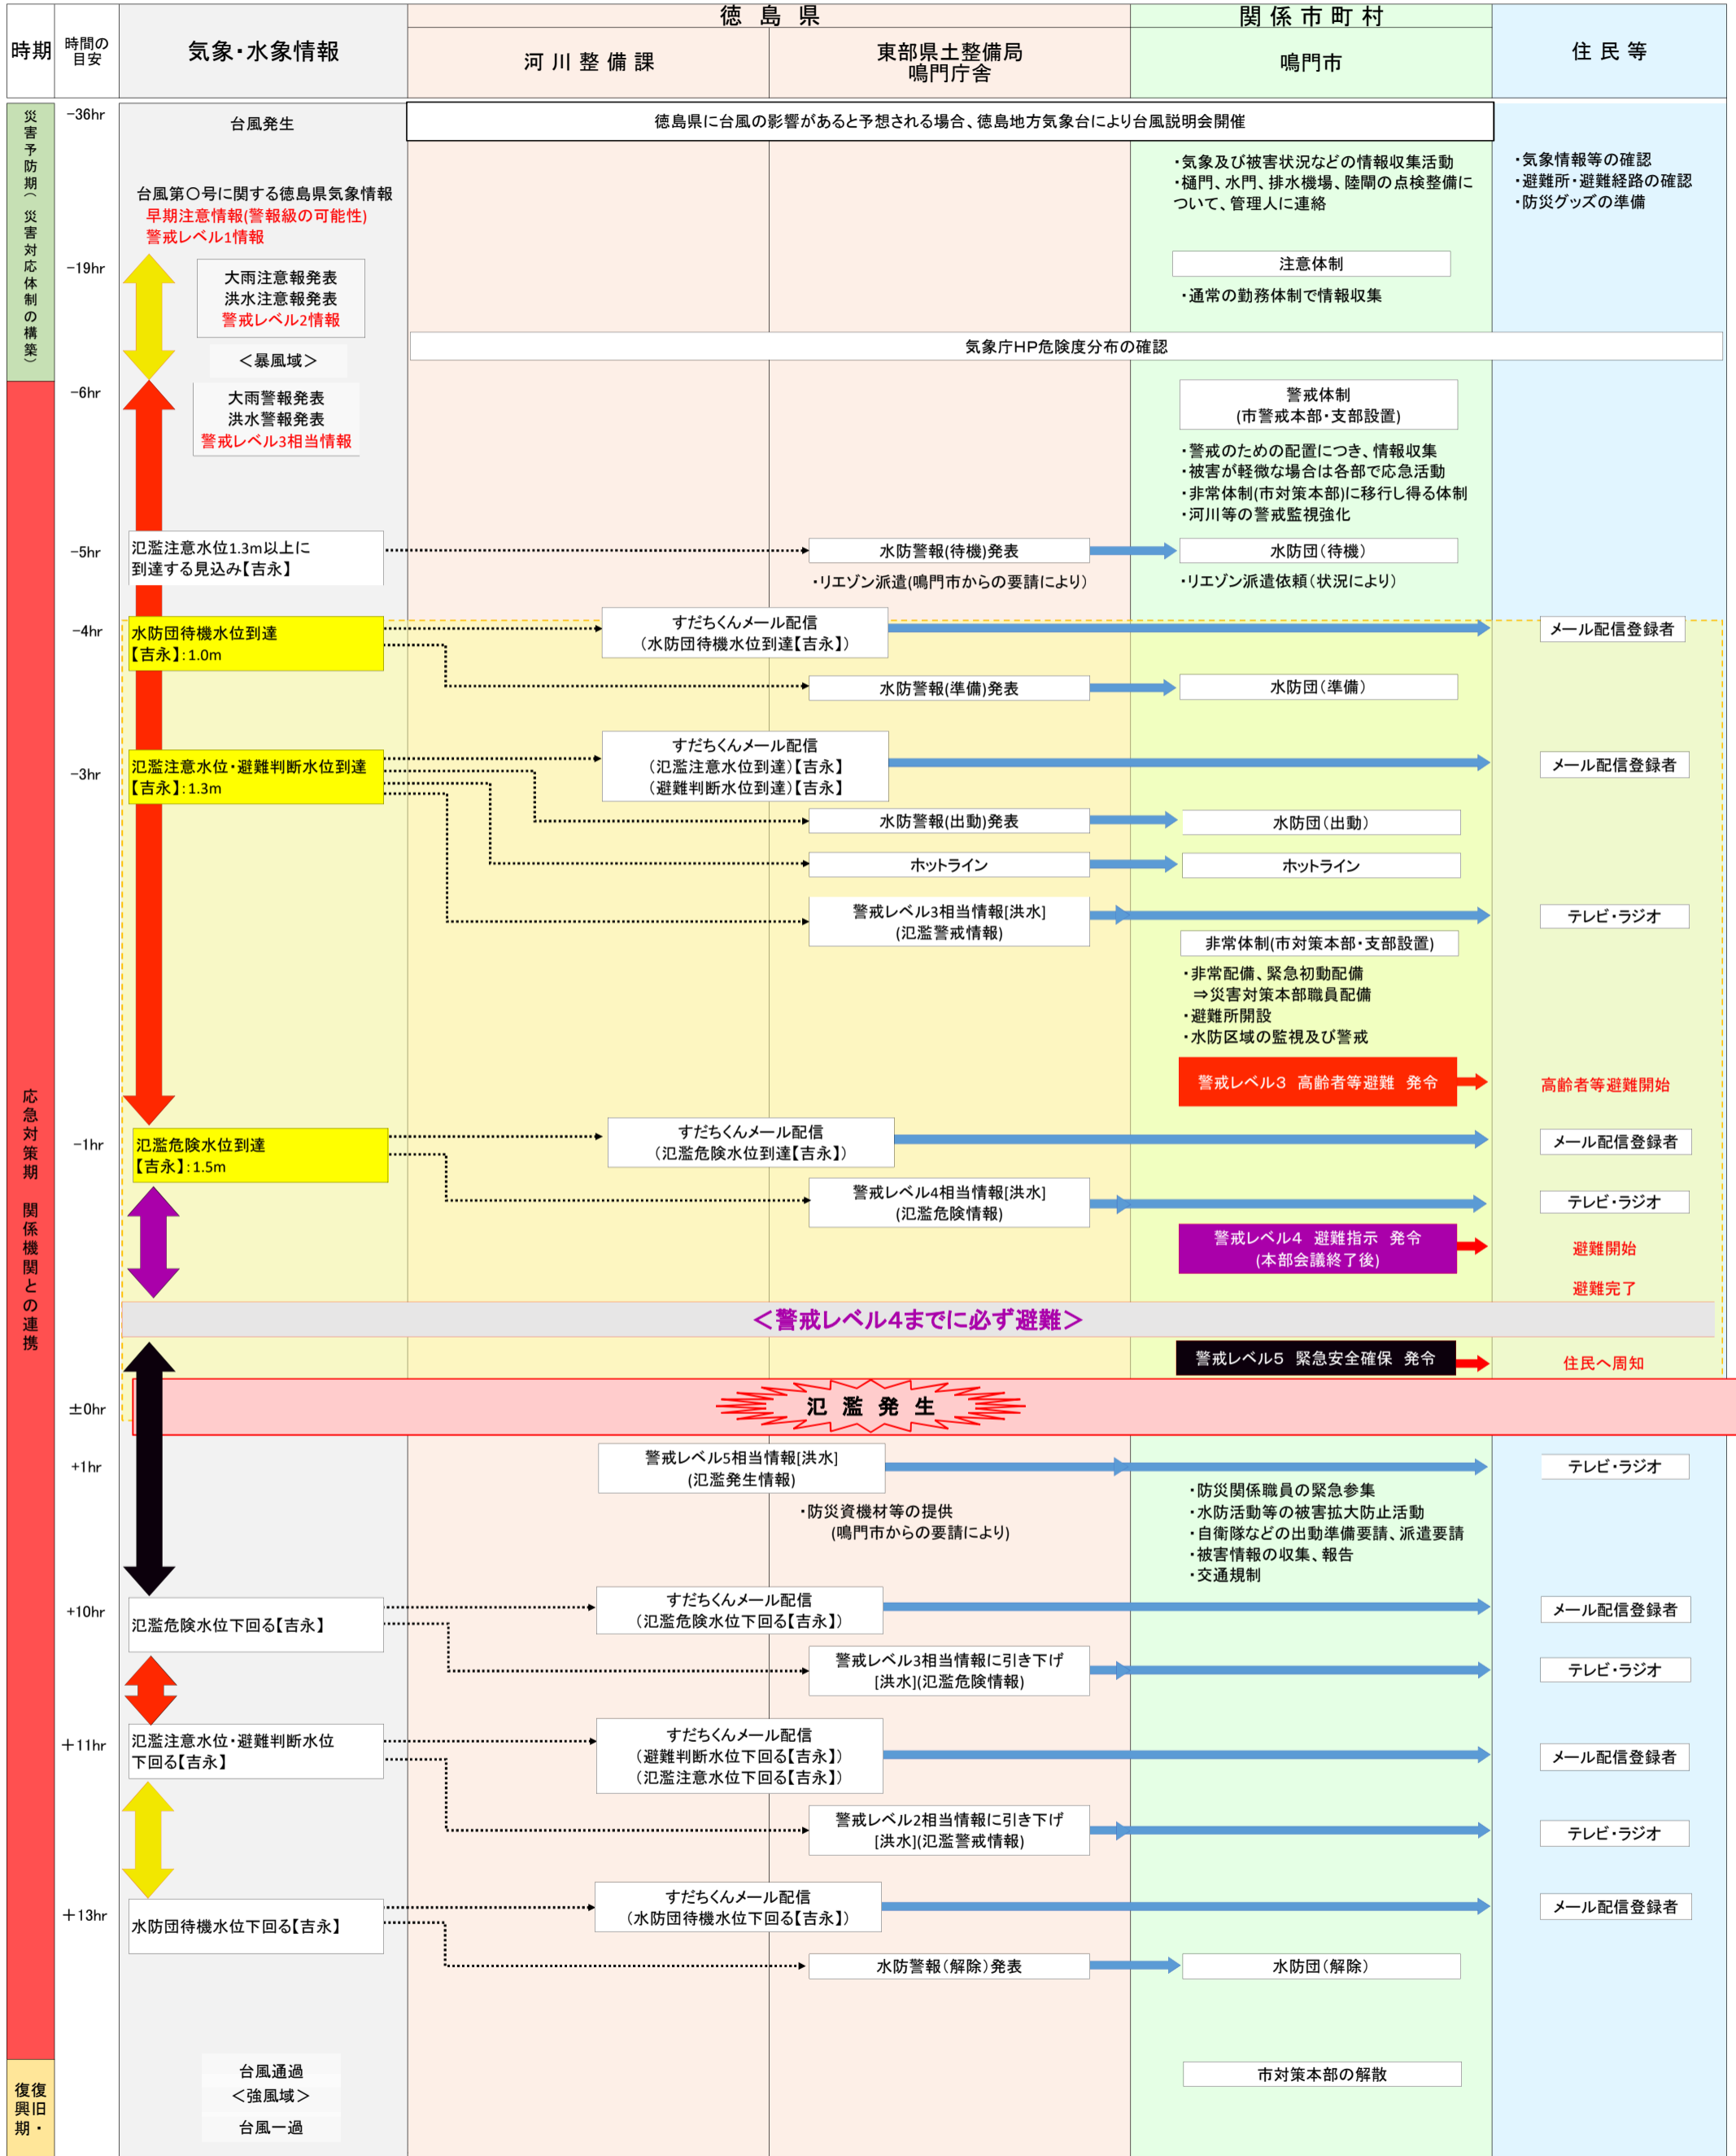 時期
時間の
目安
気象・水象情報
徳島県
河川整備課
東部県土整備局
鳴門庁舎
関係市町村
鳴門市
住民等
災害予防期（災害対応体制の構築）
-36hr
台風発生
徳島県に台風の影響があると予想される場合、徳島地方気象台により台風説明会開催
台風第〇号に関する徳島県気象情報
早期注意情報(警報級の可能性)
警戒レベル1情報
・気象及び被害状況などの情報収集活動
・樋門、水門、排水機場、陸閘の点検整備に
ついて、管理人に連絡
・気象情報等の確認
・避難所・避難経路の確認
・防災グッズの準備
-19hr
大雨注意報発表
洪水注意報発表
警戒レベル2情報
注意体制
・通常の勤務体制で情報収集
＜暴風域＞
気象庁HP危険度分布の確認
応急対策期　関係機関との連携
-6hr
大雨警報発表
洪水警報発表
警戒レベル3相当情報
警戒体制
(市警戒本部・支部設置)
・警戒のための配置につき、情報収集
・被害が軽微な場合は各部で応急活動
・非常体制(市対策本部)に移行し得る体制
・河川等の警戒監視強化
-5hr
氾濫注意水位1.3m以上に
到達する見込み【吉永】
水防警報(待機)発表
・リエゾン派遣(鳴門市からの要請により)
水防団（待機）
・リエゾン派遣依頼（状況により）
-4hr
水防団待機水位到達
【吉永】：1.0m
すだちくんメール配信
（水防団待機水位到達【吉永】）
メール配信登録者
水防警報(準備)発表
水防団（準備）
-3hr
氾濫注意水位・避難判断水位到達
【吉永】：1.3m
すだちくんメール配信
（氾濫注意水位到達）【吉永】
（避難判断水位到達）【吉永】
メール配信登録者
水防警報(出動)発表
水防団（出動）
ホットライン
ホットライン
警戒レベル3相当情報[洪水]
(氾濫警戒情報)
テレビ・ラジオ
非常体制(市対策本部・支部設置)
・非常配備、緊急初動配備
⇒災害対策本部職員配備
・避難所開設
・水防区域の監視及び警戒
警戒レベル３　高齢者等避難　発令
高齢者等避難開始
-1hr
氾濫危険水位到達
【吉永】：1.5m
すだちくんメール配信
（氾濫危険水位到達【吉永】）
メール配信登録者
警戒レベル4相当情報[洪水]
(氾濫危険情報)
テレビ・ラジオ
警戒レベル４　避難指示　発令
(本部会議終了後)
避難開始
避難完了
＜警戒レベル４までに必ず避難＞
警戒レベル５　緊急安全確保　発令
住民へ周知
±0hr
氾濫発生
+1hr
警戒レベル5相当情報[洪水]
(氾濫発生情報)
テレビ・ラジオ
・防災資機材等の提供
(鳴門市からの要請により)
・防災関係職員の緊急参集
・水防活動等の被害拡大防止活動
・自衛隊などの出動準備要請、派遣要請
・被害情報の収集、報告
・交通規制
+10hr
氾濫危険水位下回る【吉永】
すだちくんメール配信
（氾濫危険水位下回る【吉永】）
メール配信登録者
警戒レベル3相当情報に引き下げ
[洪水](氾濫危険情報)
テレビ・ラジオ
＋11hr
氾濫注意水位・避難判断水位
下回る【吉永】
すだちくんメール配信
（避難判断水位下回る【吉永】）
（氾濫注意水位下回る【吉永】）
メール配信登録者
警戒レベル2相当情報に引き下げ
[洪水](氾濫警戒情報)
テレビ・ラジオ
＋13hr
水防団待機水位下回る【吉永】
すだちくんメール配信
（水防団待機水位下回る【吉永】）
メール配信登録者
水防警報（解除）発表
水防団（解除）
復旧・
復興期
台風通過
＜強風域＞
台風一過
市対策本部の解散